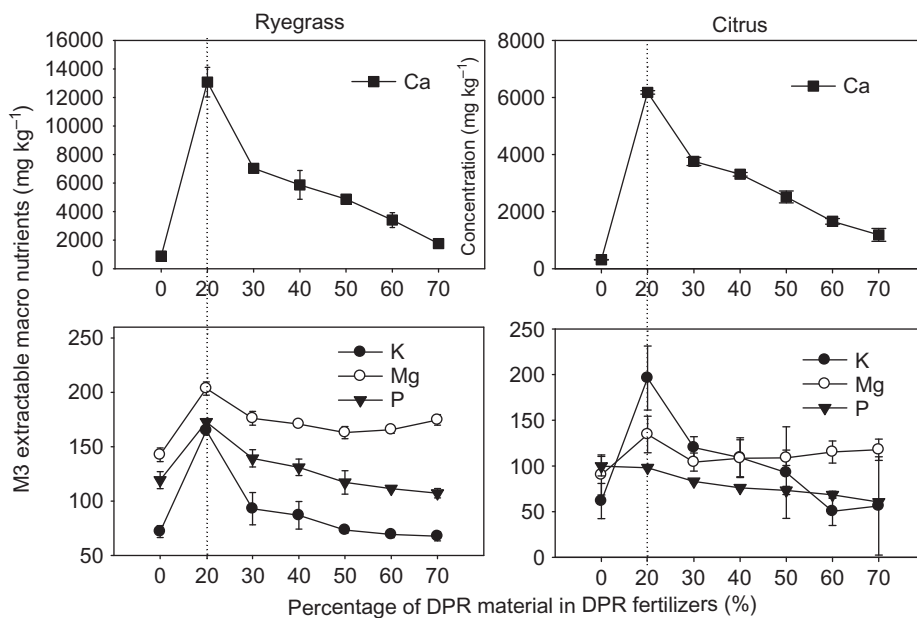 Ryegrass
Citrus
M3 extractable macro nutrients (mg kg⁻¹)
16000
14000
12000
10000
8000
6000
4000
2000
0
Ca
0 20 30 40 50 60 70
Concentration (mg kg⁻¹)
8000
6000
4000
2000
0
Ca
0 20 30 40 50 60 70
250
200
150
100
50
K
Mg
P
0 20 30 40 50 60 70
250
200
150
100
50
0
K
Mg
P
0 20 30 40 50 60 70
Percentage of DPR material in DPR fertilizers (%)